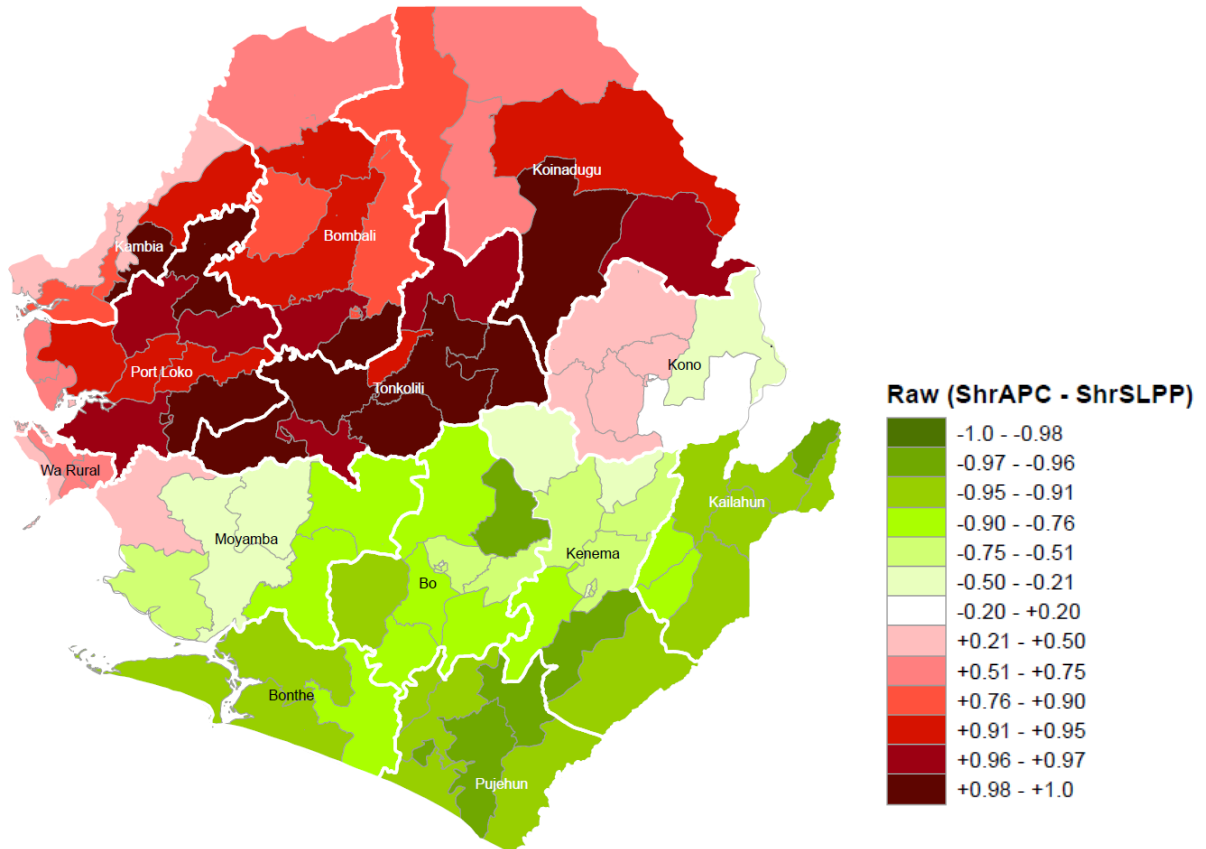 Koinadugu
Bombali
Kambia
Kono
Port Loko
Tonkolili
Raw (ShrAPC - ShrSLPP)
-1.0 - -0.98
-0.97 - -0.96
-0.95 - -0.91
-0.90 - -0.76
-0.75 - -0.51
-0.50 - -0.21
-0.20 - +0.20
+0.21 - +0.50
+0.51 - +0.75
+0.76 - +0.90
+0.91 - +0.95
+0.96 - +0.97
+0.98 - +1.0
Wa Rural
Kailahun
Moyamba
Kenema
Bo
Bonthe
Pujehun